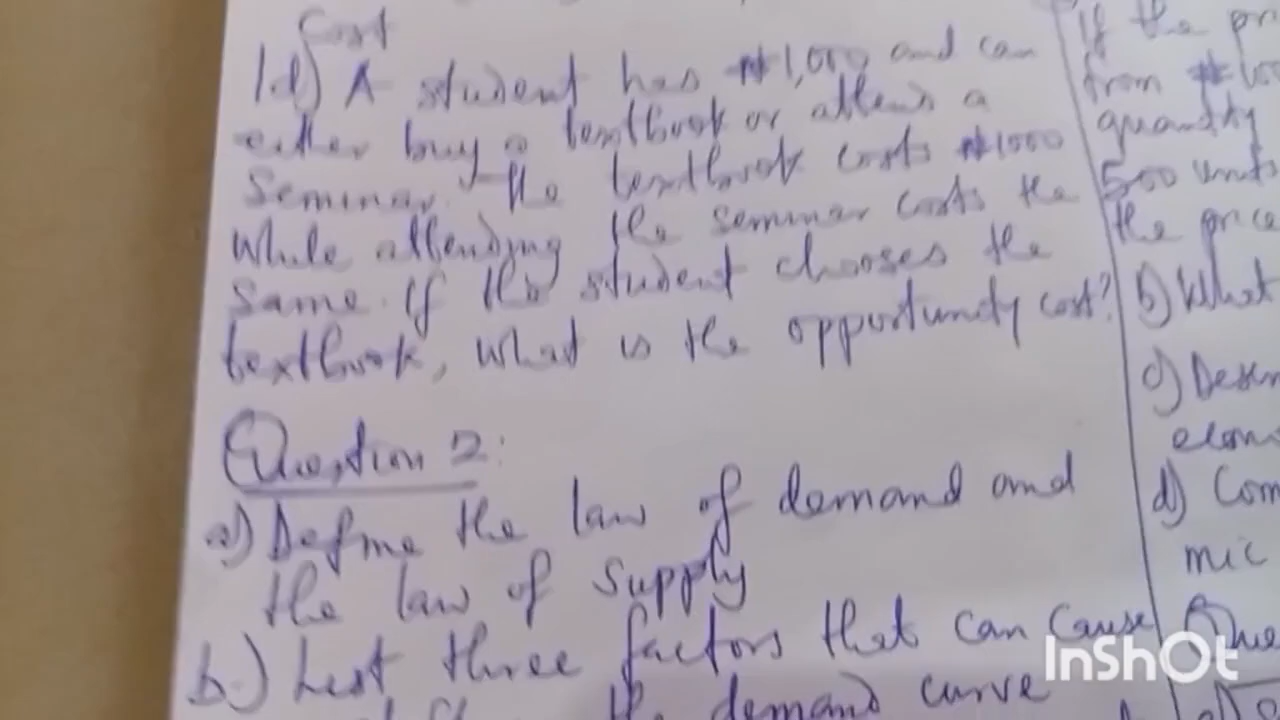 Cost
1.d) A student has ₦1,000 and can
either buy a textbook or attend a
seminar. The textbook costs ₦1000
While attending the seminar costs the
same. If the student chooses the
textbook, what is the opportunity cost?
Question 2:
a) Define the law of demand and
the law of supply
b.) List three factors that can cause
the demand curve
If the
from
quantity
500 units
the price
b) What
c)
d)
mic
InShOt